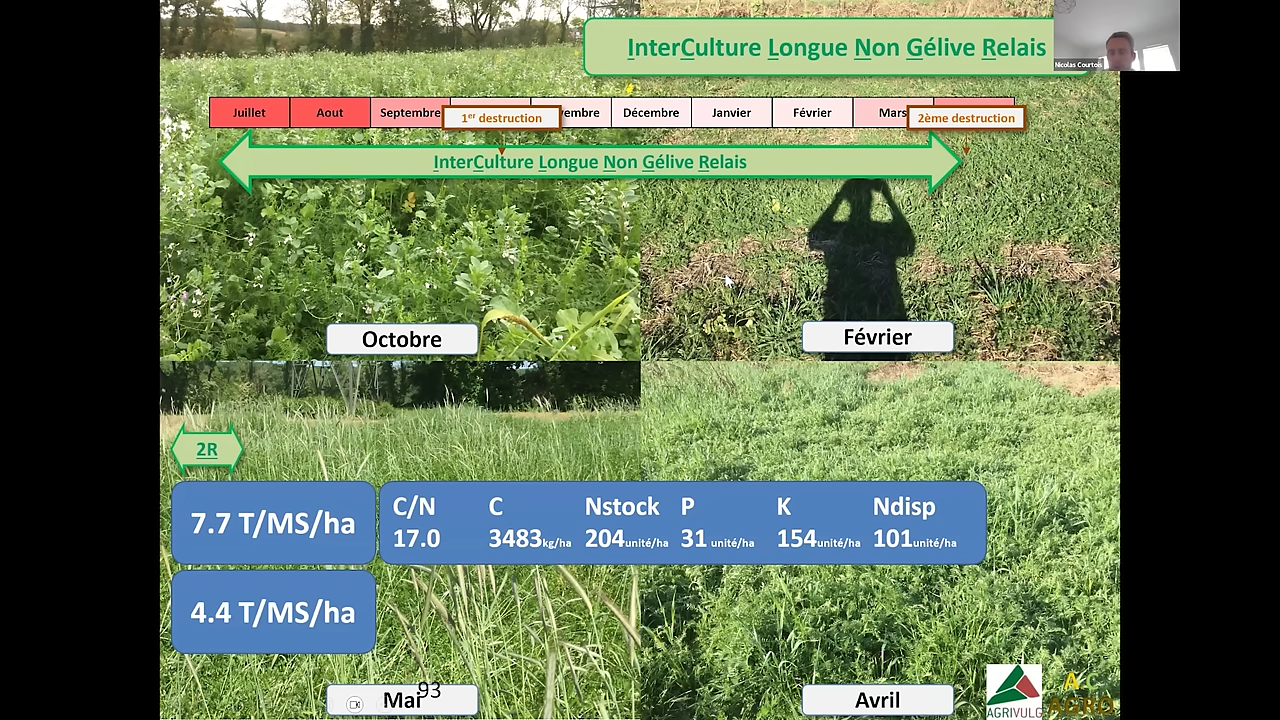 InterCulture Longue Non Gélive Relais
Nicolas Courtois
Juillet
Aout
Septembre
1er destruction
vembre
Décembre
Janvier
Février
Mars
2ème destruction
InterCulture Longue Non Gélive Relais
Octobre
Février
2R
7.7 T/MS/ha
C/N C Nstock P K Ndisp
17.0 3483kg/ha 204unité/ha 31 unité/ha 154unité/ha 101unité/ha
4.4 T/MS/ha
Mai
93
Avril
AGRIVULG
AGRO